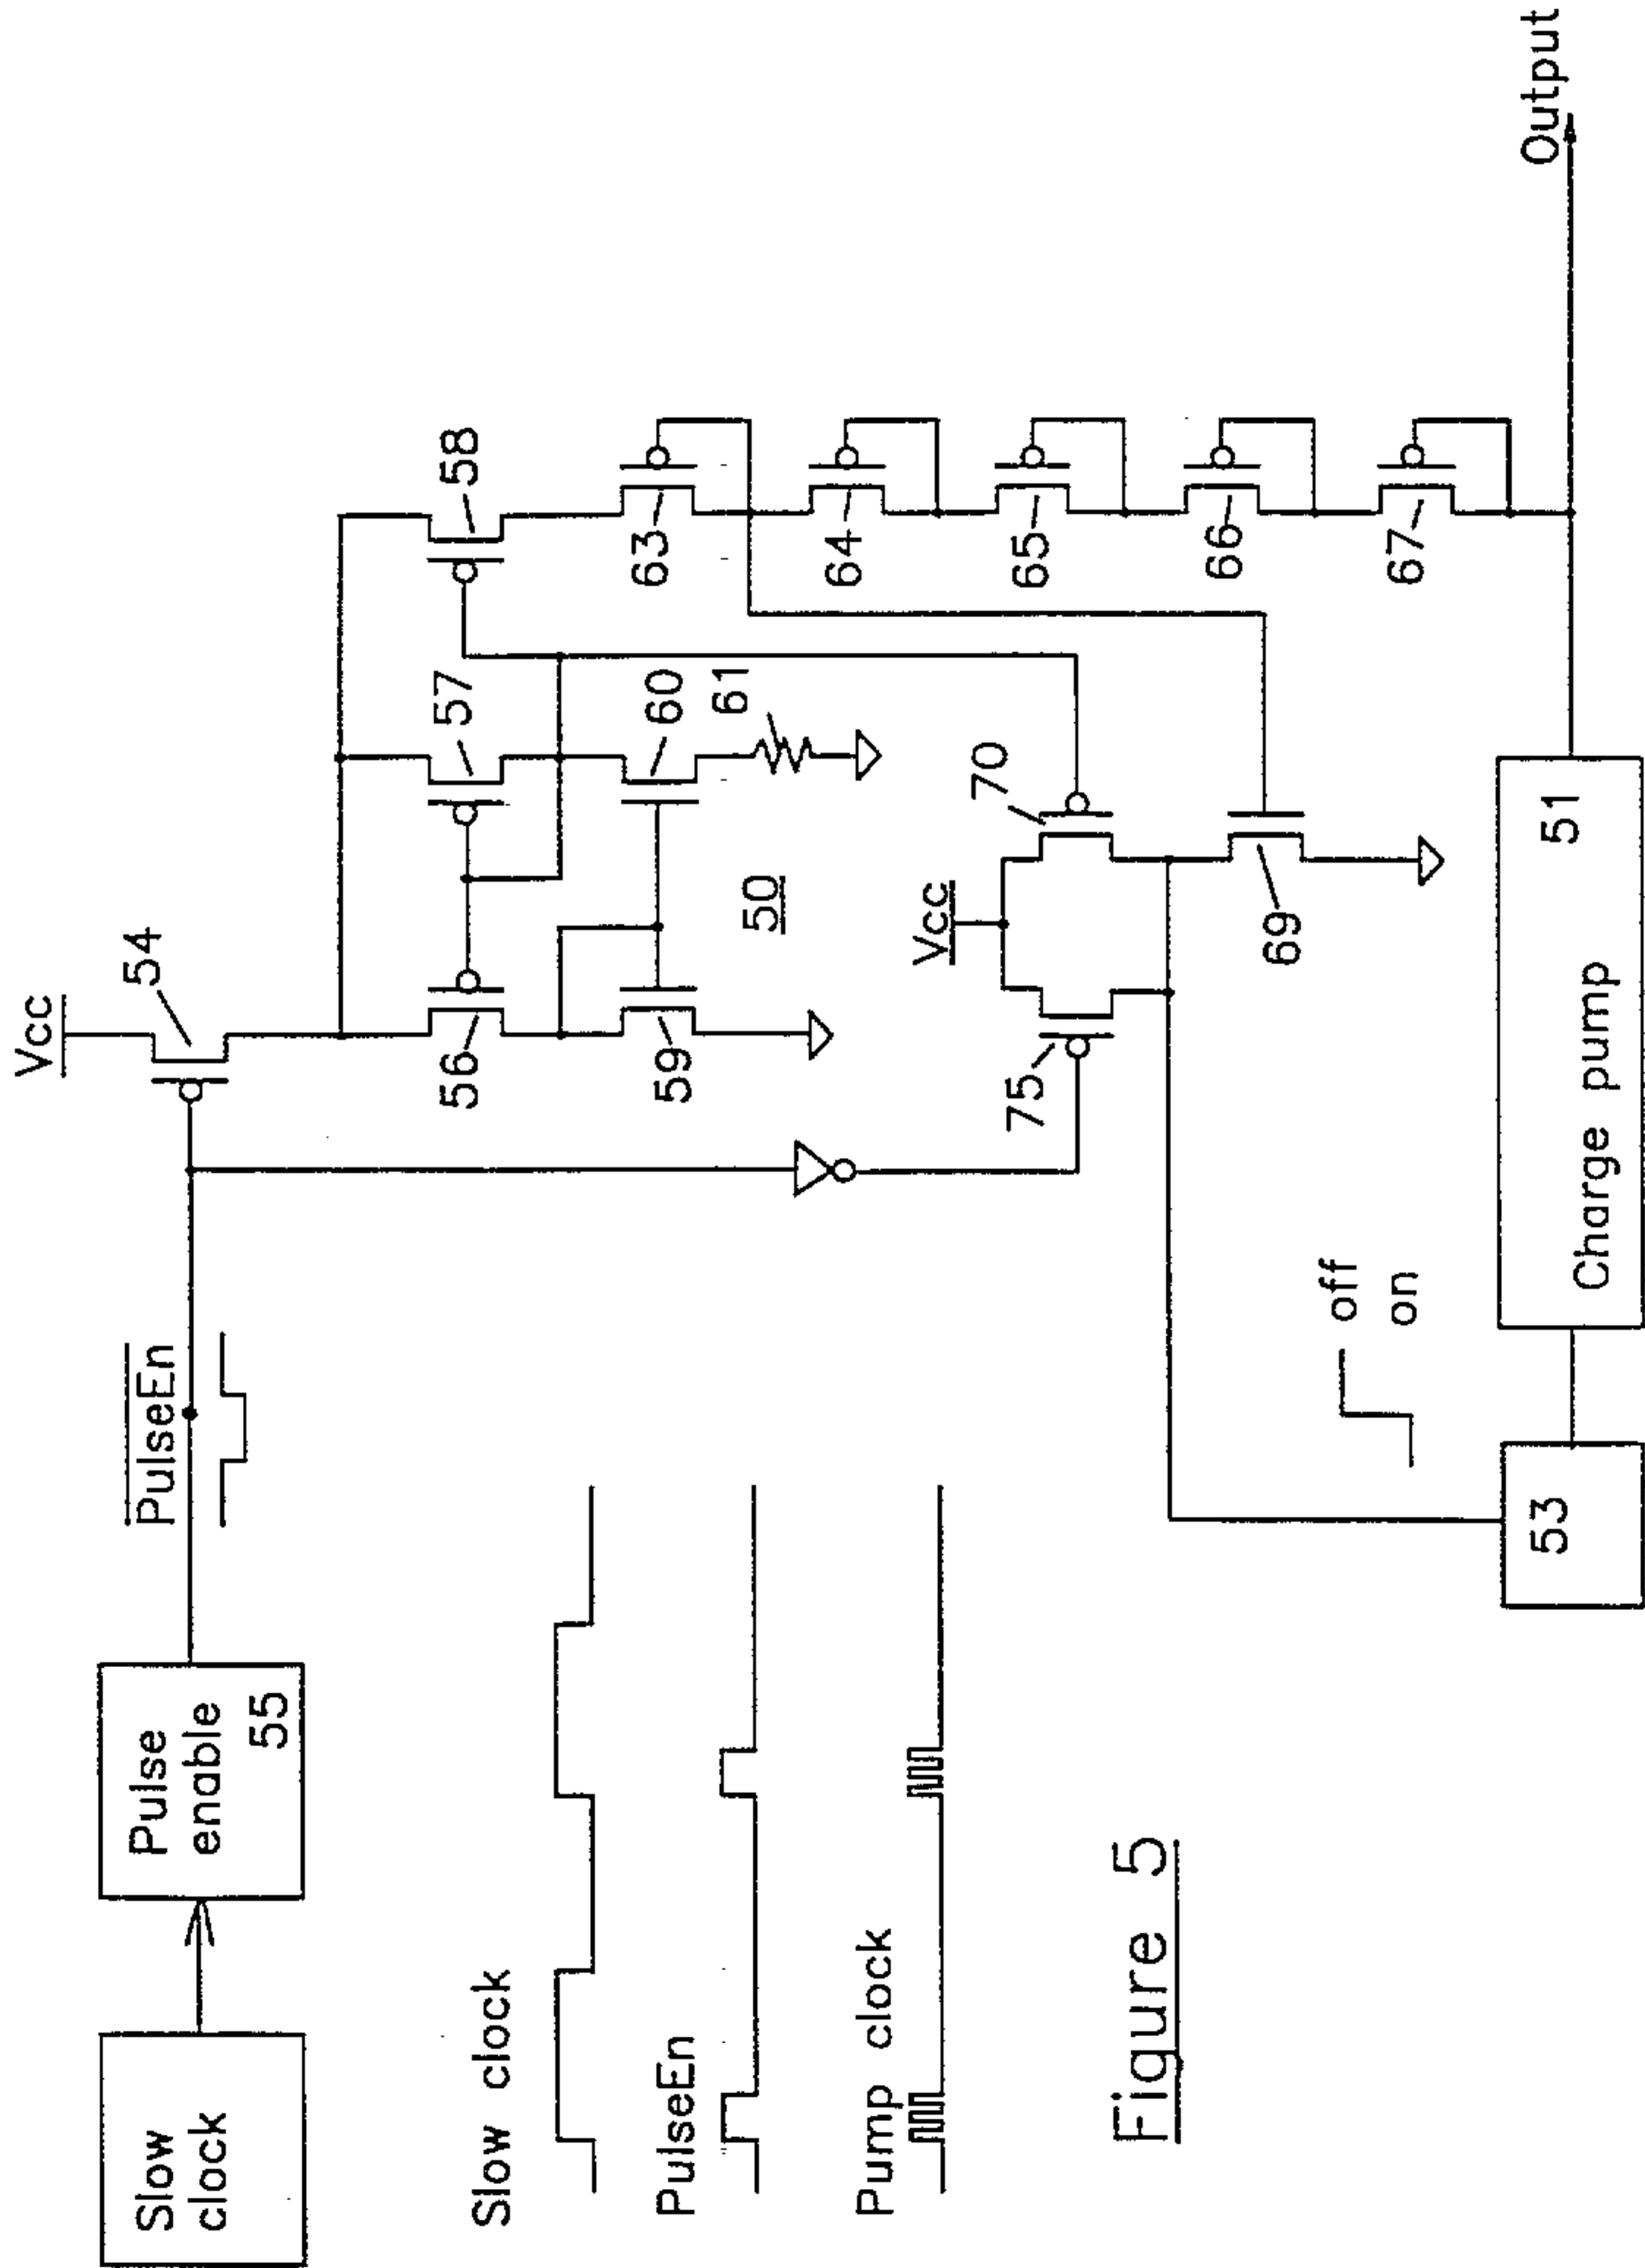 Slow
clock
Pulse
enable
55
PulseEn
Vcc
54
56
57
58
59
60
61
50
63
64
65
66
67
Vcc
75
70
69
Slow clock
PulseEn
Pump clock
off
on
53
Charge pump
51
Output
Figure 5